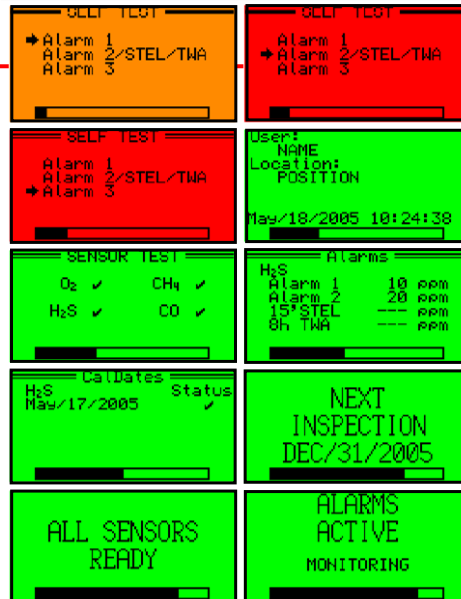 SELF TEST
Alarm 1
Alarm 2/STEL/TWA
Alarm 3
SELF TEST
Alarm 1
Alarm 2/STEL/TWA
Alarm 3
SELF TEST
Alarm 1
Alarm 2/STEL/TWA
Alarm 3
User:
NAME
Location:
POSITION
May/18/2005 10:24:38
SENSOR TEST
O₂ ✔ CH₄ ✔
H₂S ✔ CO ✔
Alarms
H₂S
Alarm 1 10 ppm
Alarm 2 20 ppm
15'STEL --- ppm
8h TWA --- ppm
CalDates
H₂S Status
May/17/2005 ✔
NEXT
INSPECTION
DEC/31/2005
ALL SENSORS
READY
ALARMS
ACTIVE
MONITORING